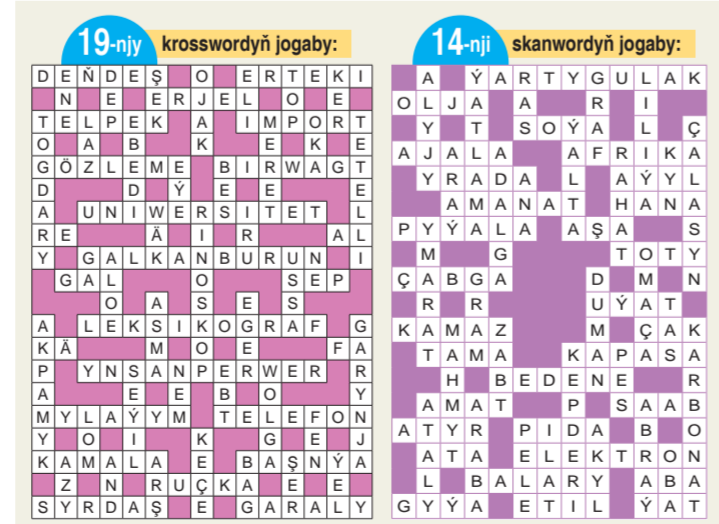 19-njy krosswordyň jogaby:
D E Ň D E Ş O E R T E K I
N E E R J E L O E
T E L P E K A I M P O R T
O A B K E K E
G Ö Z L E M E B I R W A G T
D D Ý E E E
A U N I W E R S I T E T L
R E Ä I R A L
Y G A L K A N B U R U N I
G A L O S E P
O A S E S
A L E K S I K O G R A F G
K Ä M O E F A
P Y N S A N P E R W E R R
A E E B O Y
M Y L A Ý Y M T E L E F O N
Y O I K G E J
K A M A L A E B A Ş N Ý A
Z N R U Ç K A E E
S Y R D A Ş E G A R A L Y
14-nji skanwordyň jogaby:
A Ý A R T Y G U L A K
O L J A A R I
Y T S O Ý A L Ç
A J A L A A F R I K A
Y R A D A L A Ý Y L
A M A N A T H A N A
P Y Ý A L A A Ş A S
M G T O T Y
Ç A B G A D M N
R R U Ý A T
K A M A Z M Ç A K
T A M A K A P A S A
H B E D E N E R
A M A T P S A A B
A T Y R P I D A B O
A T A E L E K T R O N
L B A L A R Y A B A
G Y Ý A E T I L Ý A T